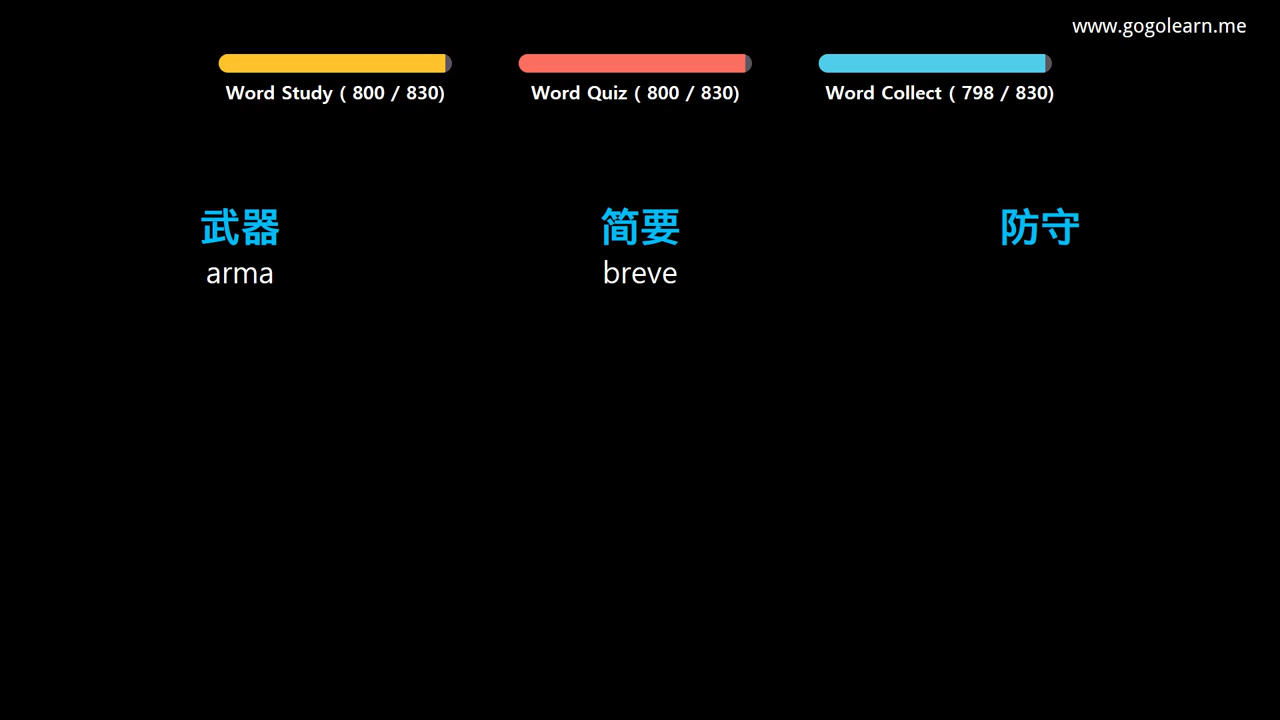 www.gogolearn.me
Word Study ( 800 / 830)
Word Quiz ( 800 / 830)
Word Collect ( 798 / 830)
武器
简要
防守
arma
breve